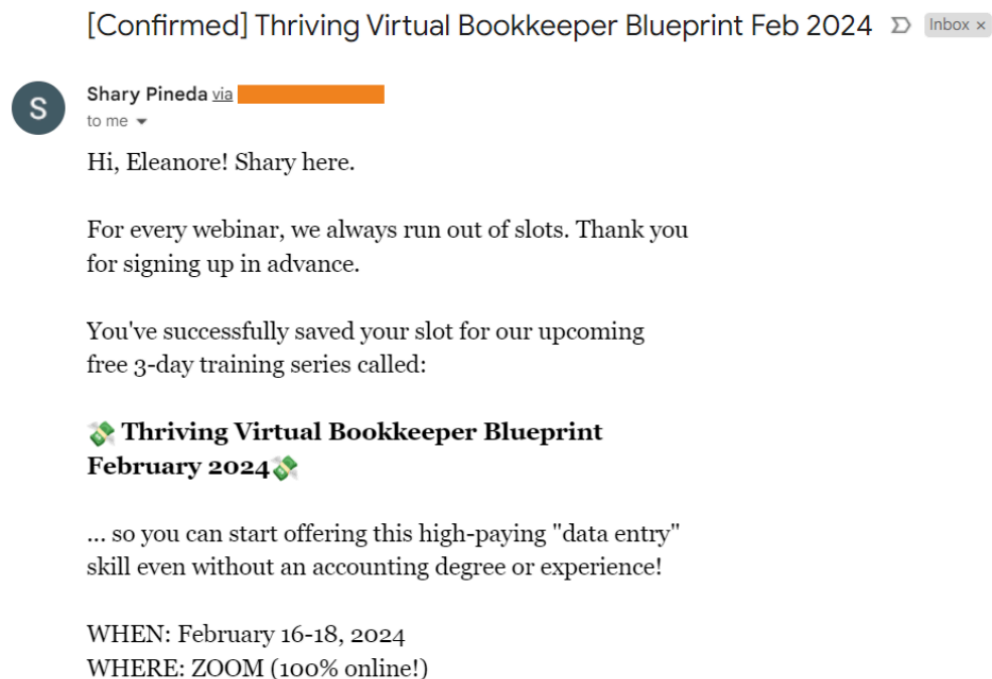 [Confirmed] Thriving Virtual Bookkeeper Blueprint Feb 2024 Inbox ×
S
Shary Pineda via
to me
Hi, Eleanore! Shary here.
For every webinar, we always run out of slots. Thank you
for signing up in advance.
You've successfully saved your slot for our upcoming
free 3-day training series called:
💸 Thriving Virtual Bookkeeper Blueprint
February 2024💸
... so you can start offering this high-paying "data entry"
skill even without an accounting degree or experience!
WHEN: February 16-18, 2024
WHERE: ZOOM (100% online!)